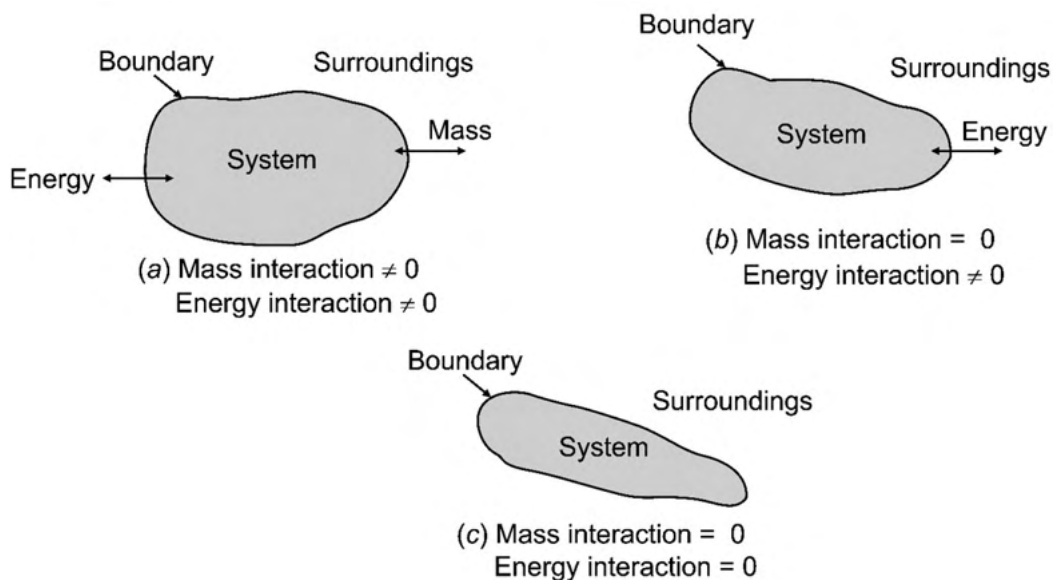 Boundary
Surroundings
Mass
System
Energy
(a) Mass interaction ≠ 0
Energy interaction ≠ 0
Boundary
Surroundings
System
Energy
(b) Mass interaction = 0
Energy interaction ≠ 0
Boundary
Surroundings
System
(c) Mass interaction = 0
Energy interaction = 0